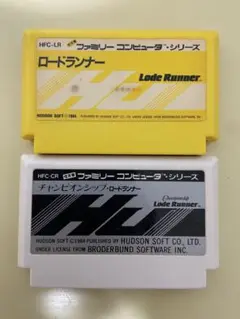 HFC-LR ファミリー コンピュータ・シリーズ
ロードランナー
Lode Runner
HUDSON SOFT © 1984
HFC-CR ファミリー コンピュータ・シリーズ
チャンピオンシップ・ロードランナー
Championship
Lode Runner
HUDSON SOFT © 1984 PUBLISHED BY HUDSON SOFT CO., LTD.
UNDER LICENSE FROM BRODERBUND SOFTWARE INC.